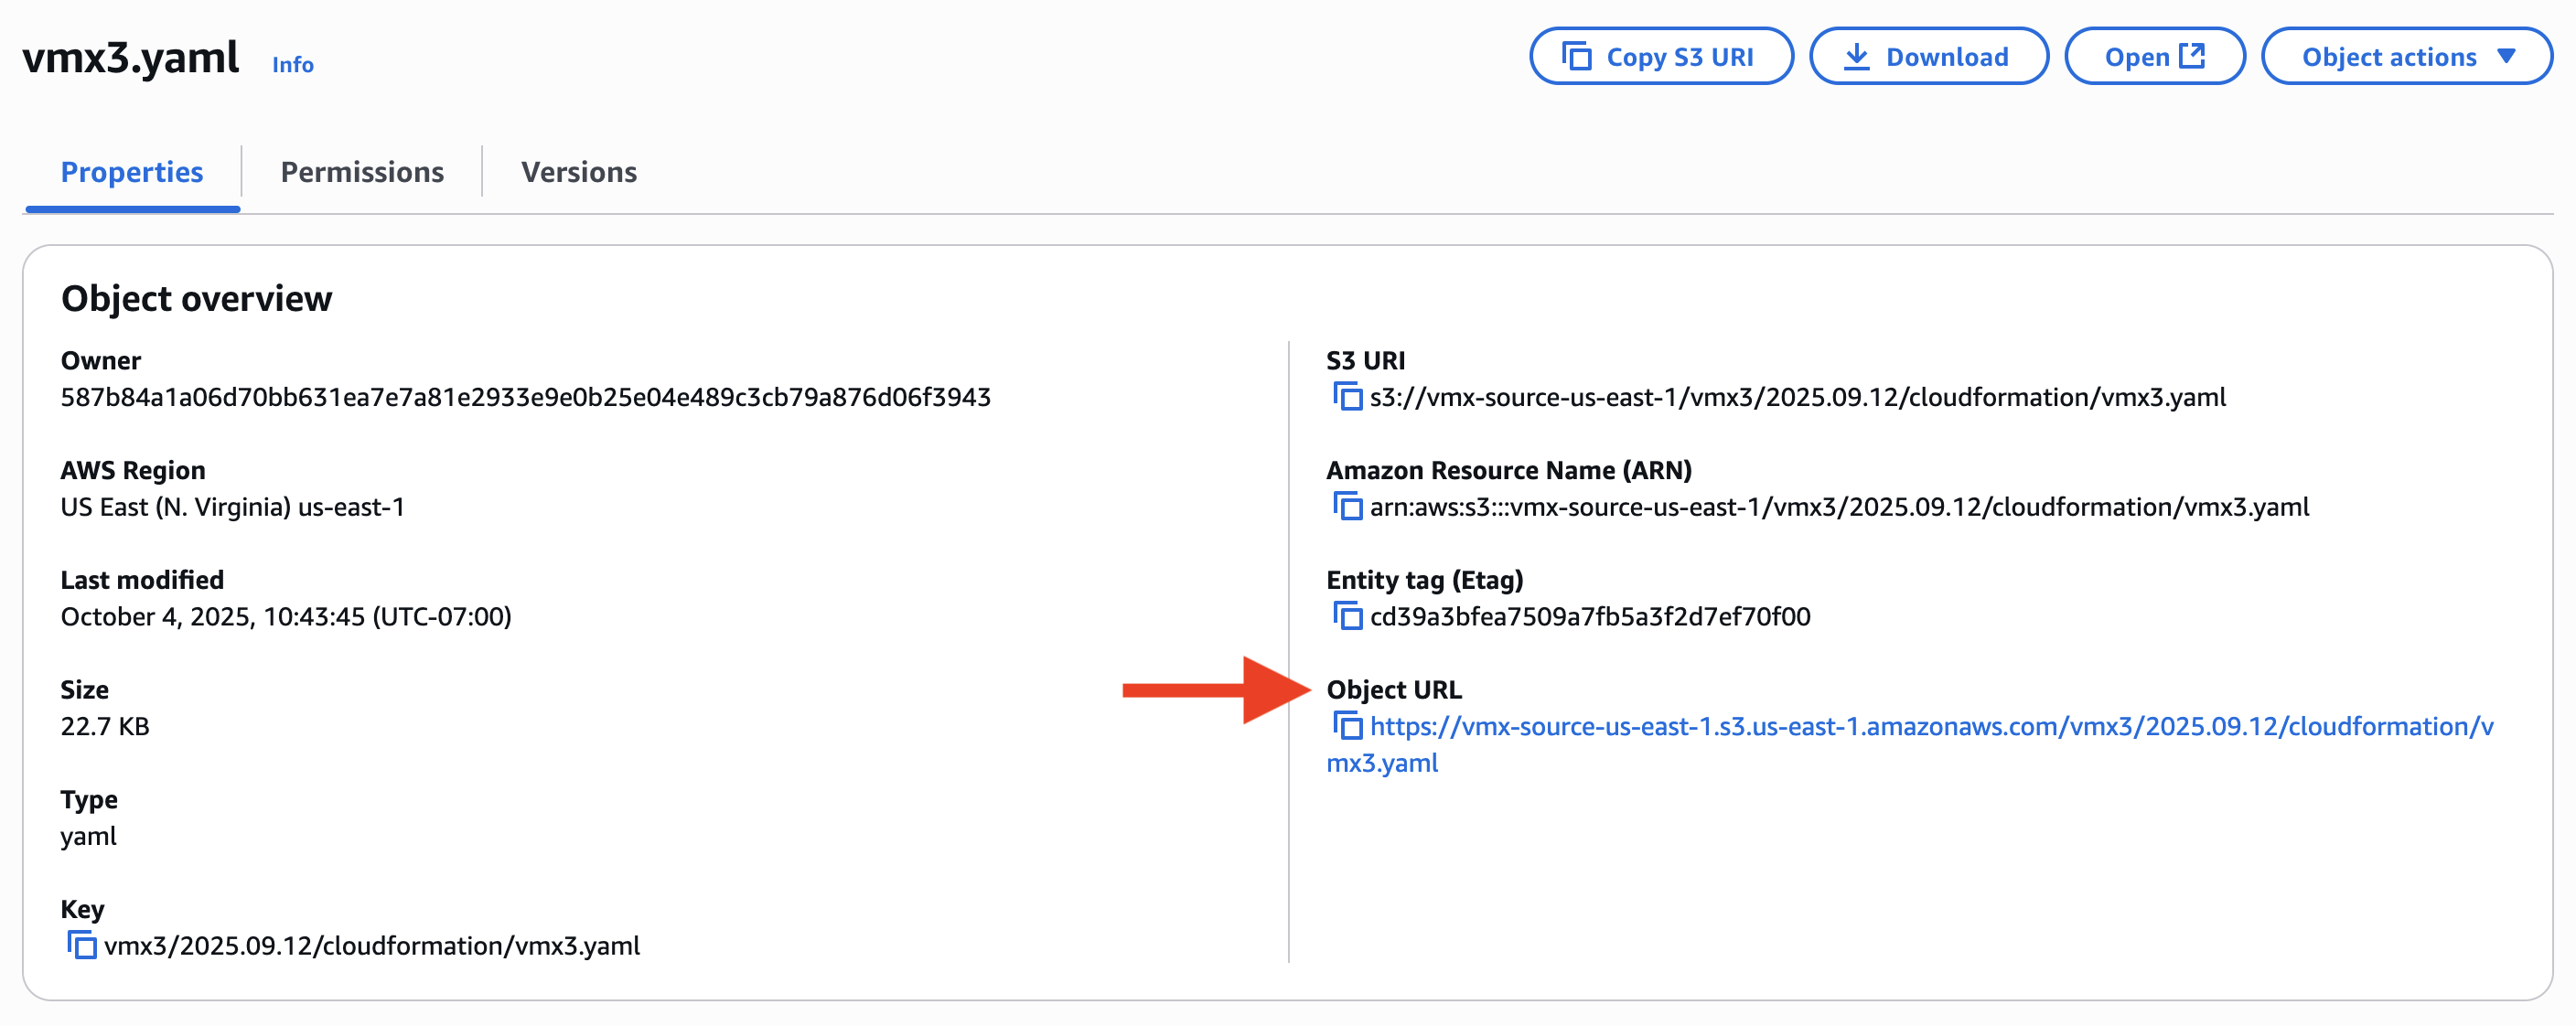 vmx3.yaml Info Copy S3 URI Download Open Object actions
Properties Permissions Versions
Object overview
Owner
587b84a1a06d70bb631ea7e7a81e2933e9e0b25e04e489c3cb79a876d06f3943
AWS Region
US East (N. Virginia) us-east-1
Last modified
October 4, 2025, 10:43:45 (UTC-07:00)
Size
22.7 KB
Type
yaml
Key
vmx3/2025.09.12/cloudformation/vmx3.yaml
S3 URI
s3://vmx-source-us-east-1/vmx3/2025.09.12/cloudformation/vmx3.yaml
Amazon Resource Name (ARN)
arn:aws:s3:::vmx-source-us-east-1/vmx3/2025.09.12/cloudformation/vmx3.yaml
Entity tag (Etag)
cd39a3bfea7509a7fb5a3f2d7ef70f00
Object URL
https://vmx-source-us-east-1.s3.us-east-1.amazonaws.com/vmx3/2025.09.12/cloudformation/v
mx3.yaml